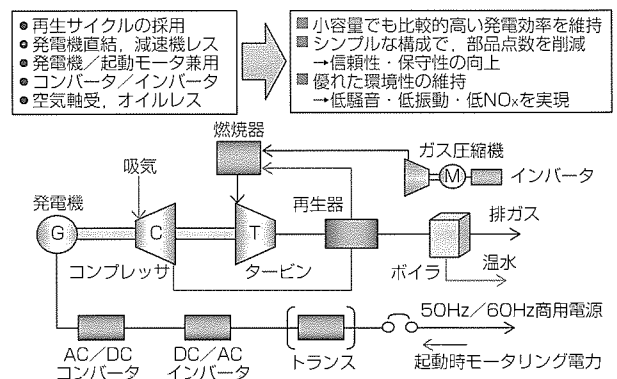 再生サイクルの採用
発電機直結，減速機レス
発電機／起動モータ兼用
コンバータ／インバータ
空気軸受，オイルレス
小容量でも比較的高い発電効率を維持
シンプルな構成で，部品点数を削減
→信頼性・保守性の向上
優れた環境性の維持
→低騒音・低振動・低NOxを実現
燃焼器
ガス圧縮機
吸気
M
インバータ
発電機
再生器
排ガス
G
C
T
コンプレッサ
タービン
ボイラ
温水
50Hz／60Hz商用電源
AC／DC
コンバータ
DC／AC
インバータ
トランス
起動時モータリング電力